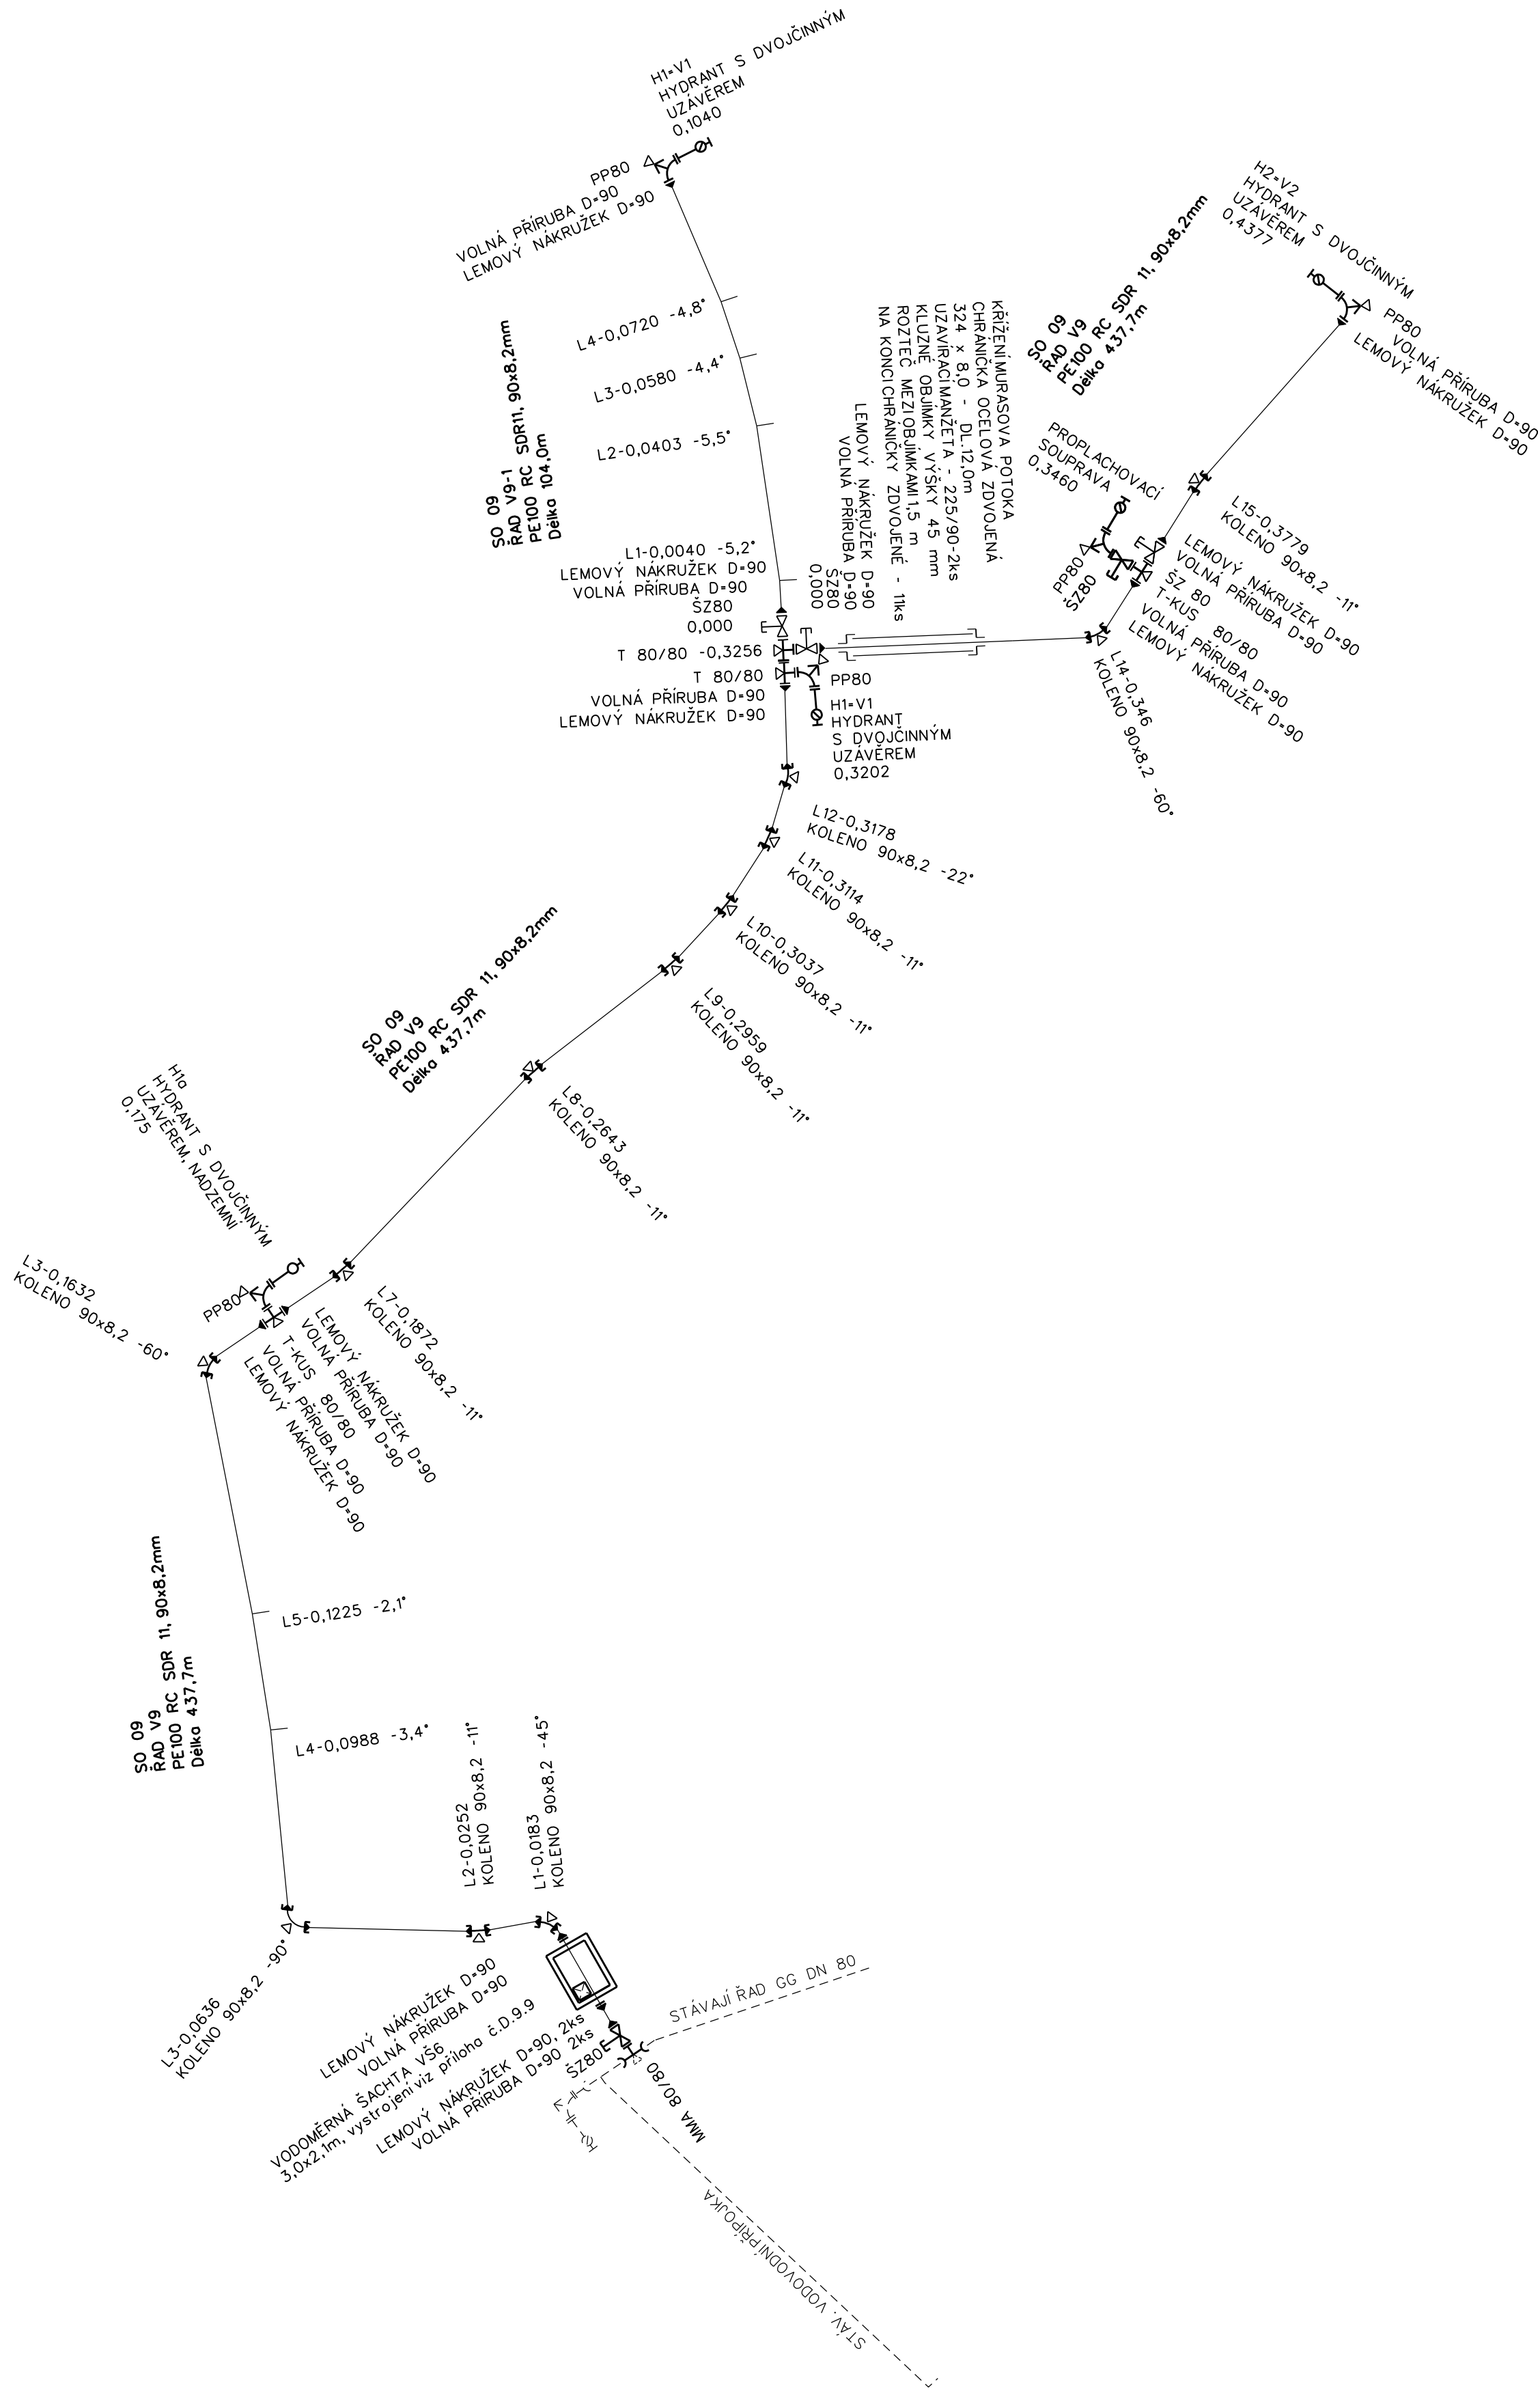 H1=V1
HYDRANT S DVOJČINNÝM
UZÁVĚREM
0,1040
PP80
VOLNÁ PŘÍRUBA D=90
LEMOVÝ NÁKRUŽEK D=90
L4-0,0720 -4,8°
L3-0,0580 -4,4°
L2-0,0403 -5,5°
SO 09
ŘAD V9-1
PE100 RC SDR11, 90x8,2mm
Délka 104,0m
L1-0,0040 -5,2°
LEMOVÝ NÁKRUŽEK D=90
VOLNÁ PŘÍRUBA D=90
ŠZ80
0,000
T 80/80 -0,3256
T 80/80
VOLNÁ PŘÍRUBA D=90
LEMOVÝ NÁKRUŽEK D=90
KŘÍŽENÍ MURASOVA POTOKA
CHRÁNIČKA OCELOVÁ ZDVOJENÁ
324 x 8,0 - DL.12,0m
UZAVÍRACÍ MANŽETA - 225/90-2ks
KLUZNÉ OBJÍMKY VÝŠKY 45 mm
ROZTEČ MEZI OBJÍMKAMI 1,5 m
NA KONCI CHRÁNIČKY ZDVOJENÉ - 11ks
LEMOVÝ NÁKRUŽEK D=90
VOLNÁ PŘÍRUBA D=90
ŠZ80
0,000
PP80
H1=V1
HYDRANT
S DVOJČINNÝM
UZÁVĚREM
0,3202
H2=V2
HYDRANT S DVOJČINNÝM
UZÁVĚREM
0,4377
PP80
VOLNÁ PŘÍRUBA D=90
LEMOVÝ NÁKRUŽEK D=90
SO 09
ŘAD V9
PE100 RC SDR 11, 90x8,2mm
Délka 437,7m
PROPLACHOVACÍ
SOUPRAVA
0,3460
PP80
ŠZ80
L15-0,3779
KOLENO 90x8,2 -11°
LEMOVÝ NÁKRUŽEK D=90
VOLNÁ PŘÍRUBA D=90
ŠZ 80
T-KUS 80/80
VOLNÁ PŘÍRUBA D=90
LEMOVÝ NÁKRUŽEK D=90
L14-0,346
KOLENO 90x8,2 -60°
L12-0,3178
KOLENO 90x8,2 -22°
L11-0,3114
KOLENO 90x8,2 -11°
L10-0,3037
KOLENO 90x8,2 -11°
L9-0,2959
KOLENO 90x8,2 -11°
L8-0,2643
KOLENO 90x8,2 -11°
SO 09
ŘAD V9
PE100 RC SDR 11, 90x8,2mm
Délka 437,7m
H1a
HYDRANT S DVOJČINNÝM
UZÁVĚREM, NADZEMNÍ
0,175
PP80
L7-0,1872
KOLENO 90x8,2 -11°
L3-0,1632
KOLENO 90x8,2 -60°
LEMOVÝ NÁKRUŽEK D=90
VOLNÁ PŘÍRUBA D=90
T-KUS 80/80
VOLNÁ PŘÍRUBA D=90
LEMOVÝ NÁKRUŽEK D=90
L5-0,1225 -2,1°
SO 09
ŘAD V9
PE100 RC SDR 11, 90x8,2mm
Délka 437,7m
L4-0,0988 -3,4°
L2-0,0252
KOLENO 90x8,2 -11°
L1-0,0183
KOLENO 90x8,2 -45°
L3-0,0636
KOLENO 90x8,2 -90°
LEMOVÝ NÁKRUŽEK D=90
VOLNÁ PŘÍRUBA D=90
VODOMĚRNÁ ŠACHTA VŠ6
3,0x2,1m, vystrojení viz příloha č.D.9.9
LEMOVÝ NÁKRUŽEK D=90, 2ks
VOLNÁ PŘÍRUBA D=90 2ks
ŠZ80
STÁVAJÍ ŘAD GG DN 80
MMA 80/80
Hy
STÁV. VODOVODNÍ PŘÍPOJKA